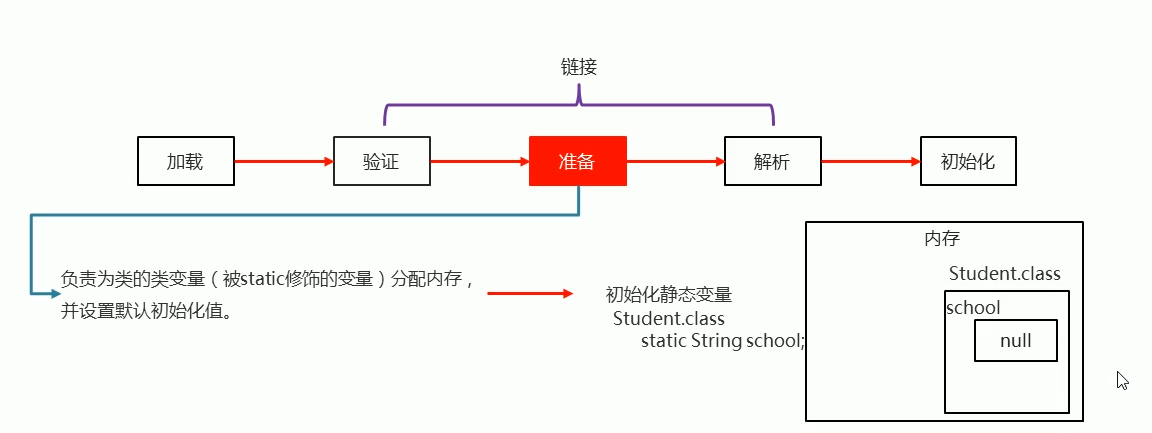 链接
加载
验证
准备
解析
初始化
负责为类的类变量（被static修饰的变量）分配内存，
并设置默认初始化值。
初始化静态变量
Student.class
static String school;
内存
Student.class
school
null